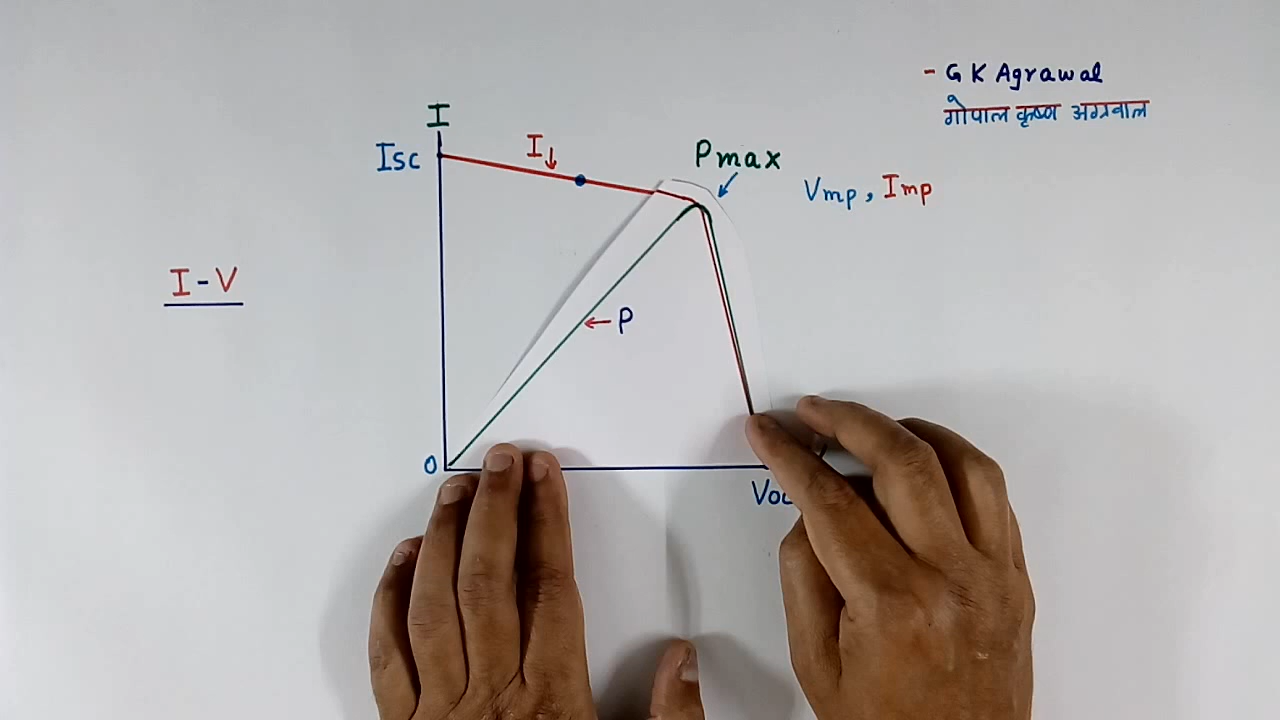 - G K Agrawal
गोपाल कृष्ण अग्रवाल
I
Isc
I↓
Pmax
Vmp, Imp
I-V
← P
0
Voc